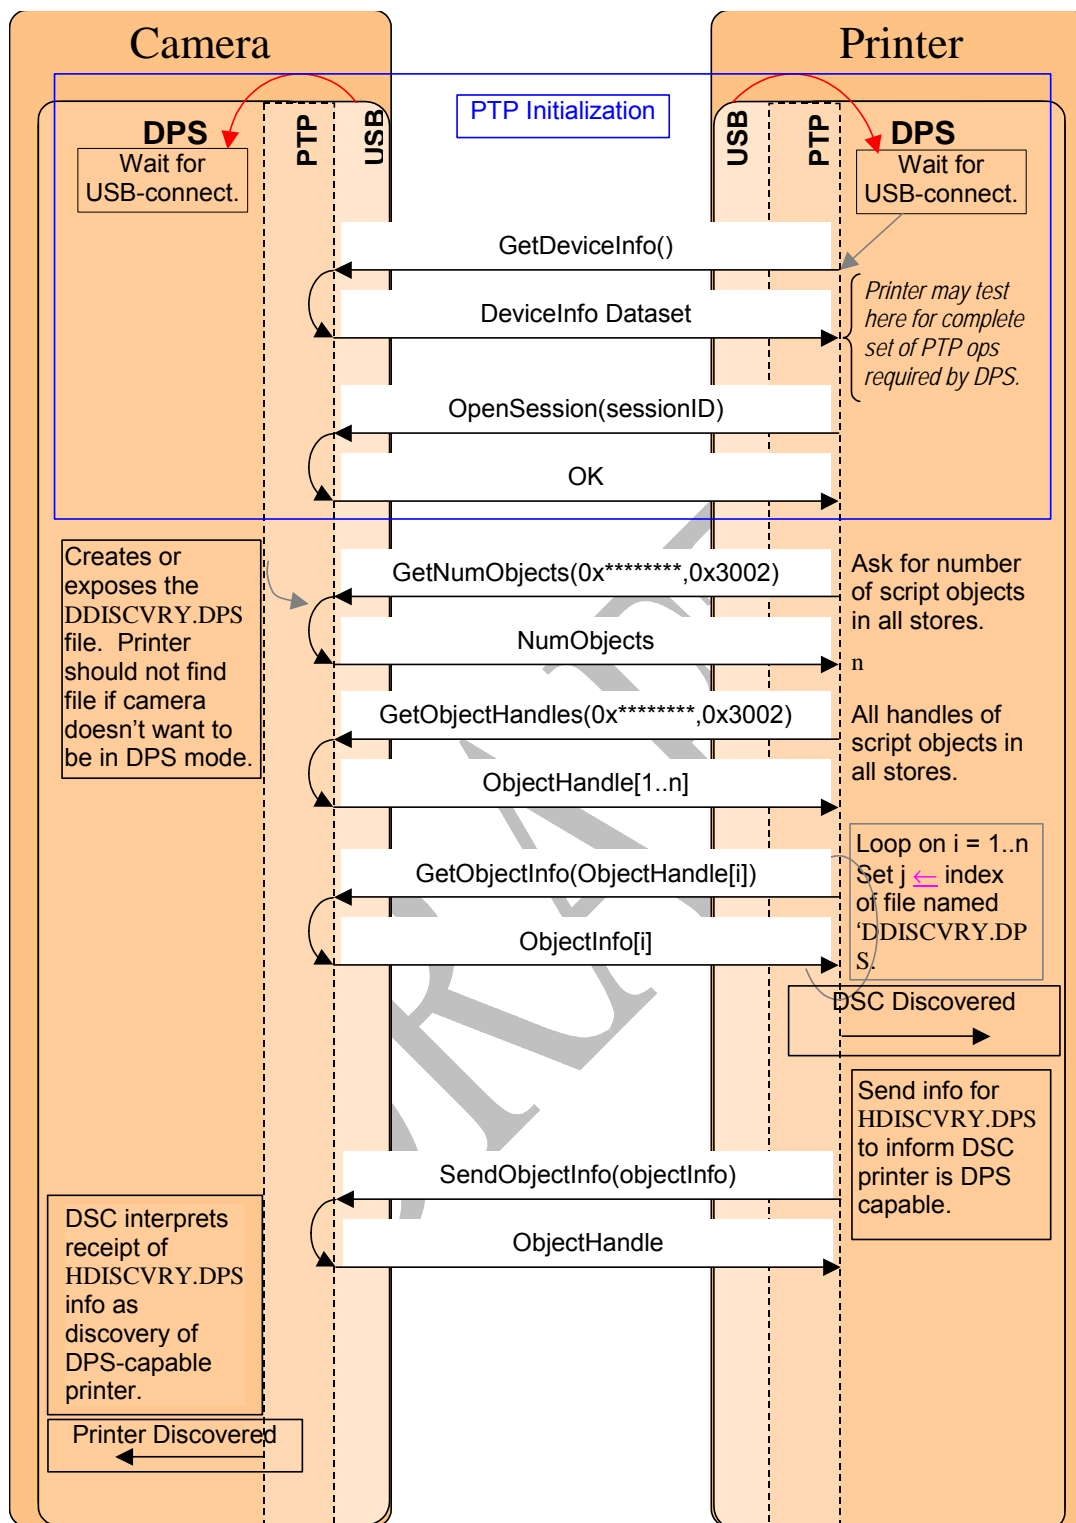 Camera
Printer
PTP Initialization
DPS
PTP
USB
USB
PTP
DPS
Wait for
USB-connect.
Wait for
USB-connect.
GetDeviceInfo()
DeviceInfo Dataset
Printer may test
here for complete
set of PTP ops
required by DPS.
OpenSession(sessionID)
OK
Creates or
exposes the
DDISCVRY.DPS
file. Printer
should not find
file if camera
doesn't want to
be in DPS mode.
GetNumObjects(0x********,0x3002)
Ask for number
of script objects
in all stores.
NumObjects
n
GetObjectHandles(0x********,0x3002)
All handles of
script objects in
all stores.
ObjectHandle[1..n]
GetObjectInfo(ObjectHandle[i])
Loop on i = 1..n
Set j ← index
of file named
‘DDISCVRY.DP
S.
ObjectInfo[i]
DSC Discovered
Send info for
HDISCVRY.DPS
to inform DSC
printer is DPS
capable.
SendObjectInfo(objectInfo)
ObjectHandle
DSC interprets
receipt of
HDISCVRY.DPS
info as
discovery of
DPS-capable
printer.
Printer Discovered
DRAFT